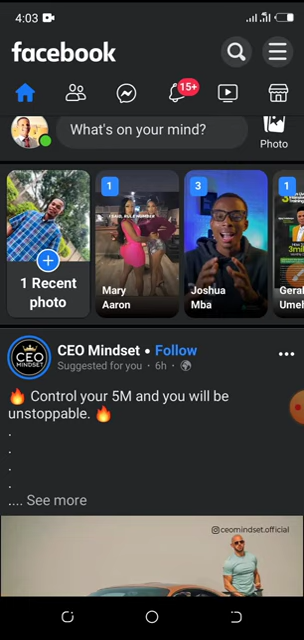 4:03
facebook
15+
What's on your mind?
Photo
1
3
1
1 Recent
photo
Mary
Aaron
Joshua
Mba
Geral
Umeh
CEO Mindset • Follow
Suggested for you · 6h ·
CEO
MINDSET
🔥 Control your 5M and you will be
unstoppable. 🔥
.
.
.
.
.... See more
ceomindset.official